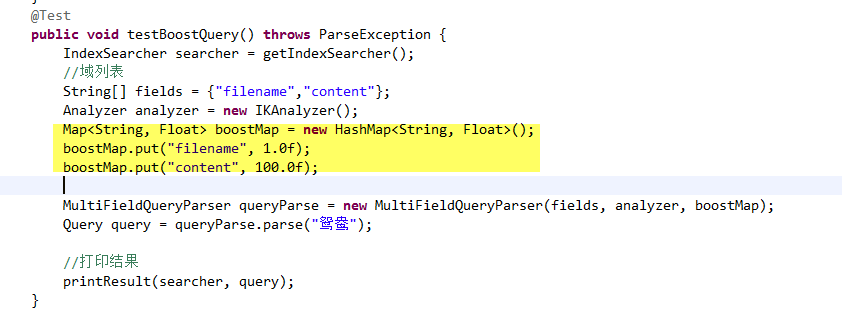 @Test
public void testBoostQuery() throws ParseException {
IndexSearcher searcher = getIndexSearcher();
//域列表
String[] fields = {"filename","content"};
Analyzer analyzer = new IKAnalyzer();
Map<String, Float> boostMap = new HashMap<String, Float>();
boostMap.put("filename", 1.0f);
boostMap.put("content", 100.0f);
MultiFieldQueryParser queryParse = new MultiFieldQueryParser(fields, analyzer, boostMap);
Query query = queryParse.parse("鸳鸯");
//打印结果
printResult(searcher, query);
}